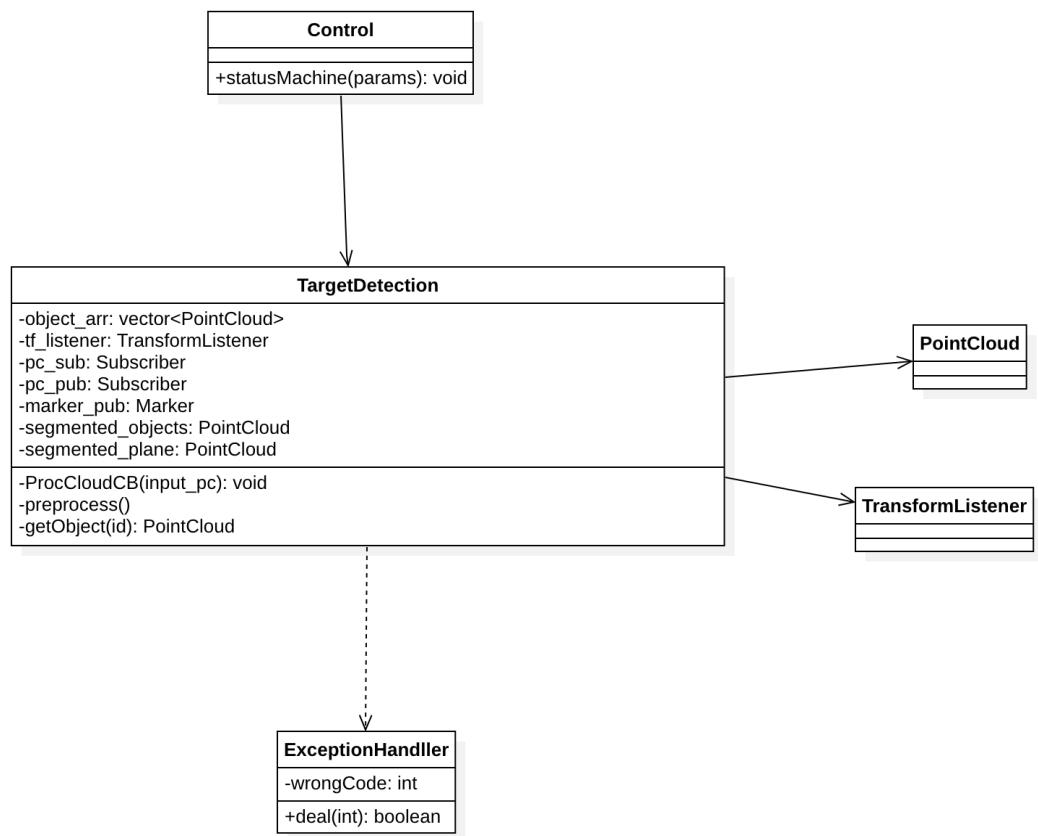 Control
+statusMachine(params): void
TargetDetection
-object_arr: vector<PointCloud>
-tf_listener: TransformListener
-pc_sub: Subscriber
-pc_pub: Subscriber
-marker_pub: Marker
-segmented_objects: PointCloud
-segmented_plane: PointCloud
-ProcCloudCB(input_pc): void
-preprocess()
-getObject(id): PointCloud
PointCloud
TransformListener
ExceptionHandller
-wrongCode: int
+deal(int): boolean